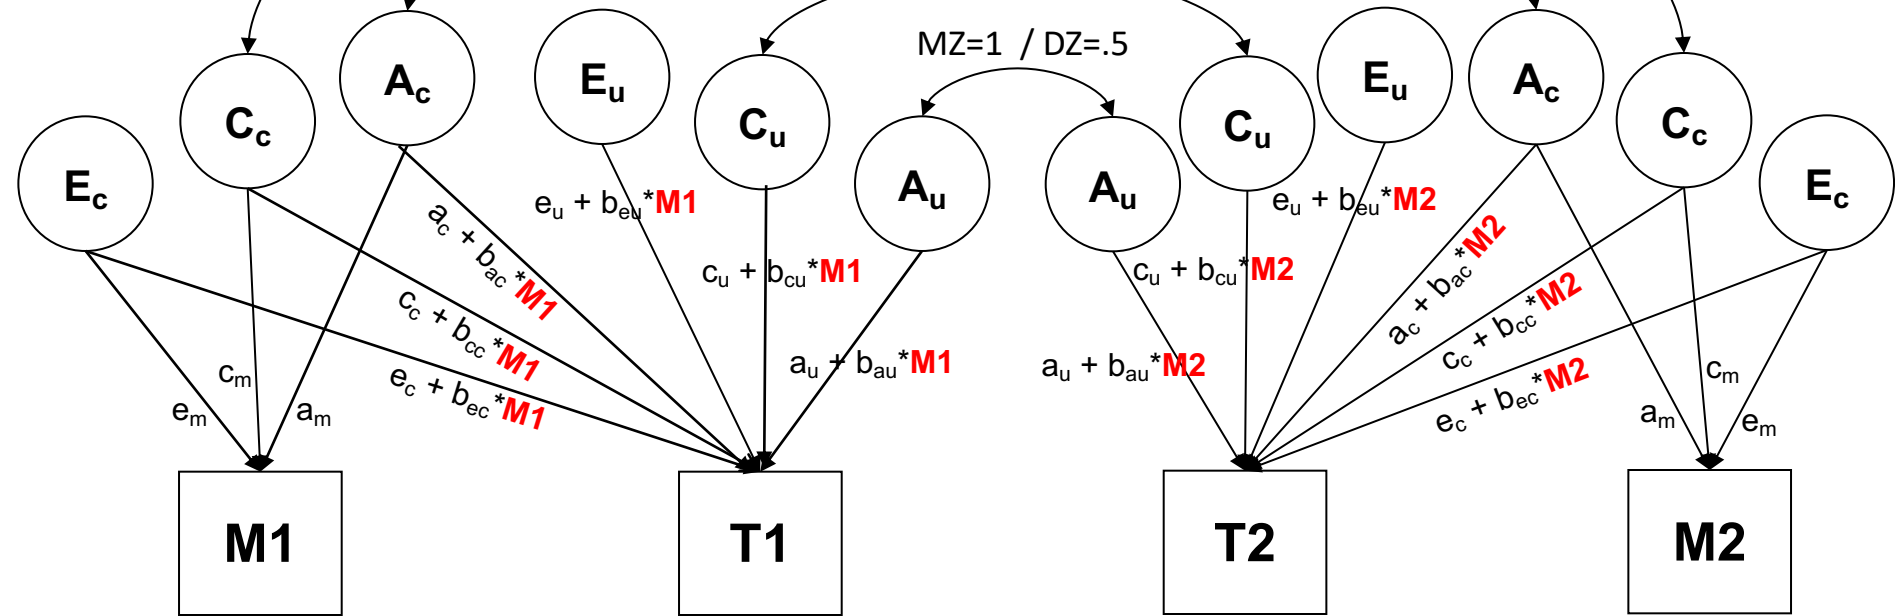 MZ=1 / DZ=.5
Ec
Cc
Ac
Eu
Cu
Au
Au
Cu
Eu
Ac
Cc
Ec
eu + beu*M1
eu + beu*M2
ac + bac*M1
cu + bcu*M1
cu + bcu*M2
ac + bac*M2
cc + bcc*M1
cc + bcc*M2
au + bau*M1
au + bau*M2
ec + bec*M1
ec + bec*M2
em
cm
am
am
cm
em
M1
T1
T2
M2